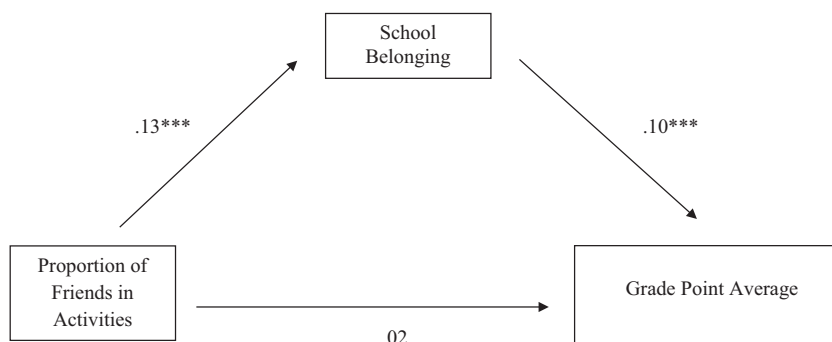 School
Belonging
.13***
.10***
Proportion of
Friends in
Activities
Grade Point Average
02